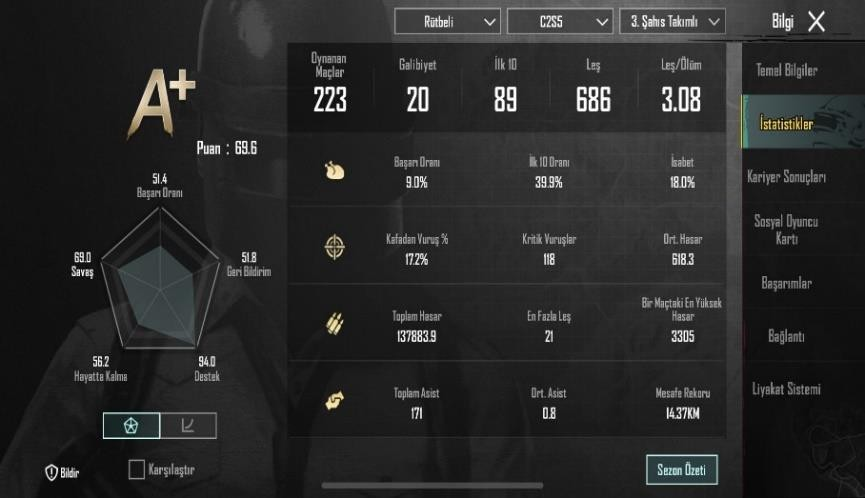 Rütbeli
C2S5
3. Şahıs Takımlı
Bilgi
A+
Puan : 69.6
51.4
Başarı Oranı
69.0
Savaş
51.8
Geri Bildirim
56.2
Hayatta Kalma
94.0
Destek
Bildir
Karşılaştır
Oynanan
Maçlar
223
Galibiyet
20
İlk 10
89
Leş
686
Leş/Ölüm
3.08
Başarı Oranı
9.0%
İlk 10 Oranı
39.9%
İsabet
18.0%
Kafadan Vuruş %
17.2%
Kritik Vuruşlar
118
Ort. Hasar
618.3
Toplam Hasar
137883.9
En Fazla Leş
21
Bir Maçtaki En Yüksek
Hasar
3305
Toplam Asist
171
Ort. Asist
0.8
Mesafe Rekoru
14.37KM
Sezon Özeti
Temel Bilgiler
İstatistikler
Kariyer Sonuçları
Sosyal Oyuncu
Kartı
Başarımlar
Bağlantı
Liyakat Sistemi